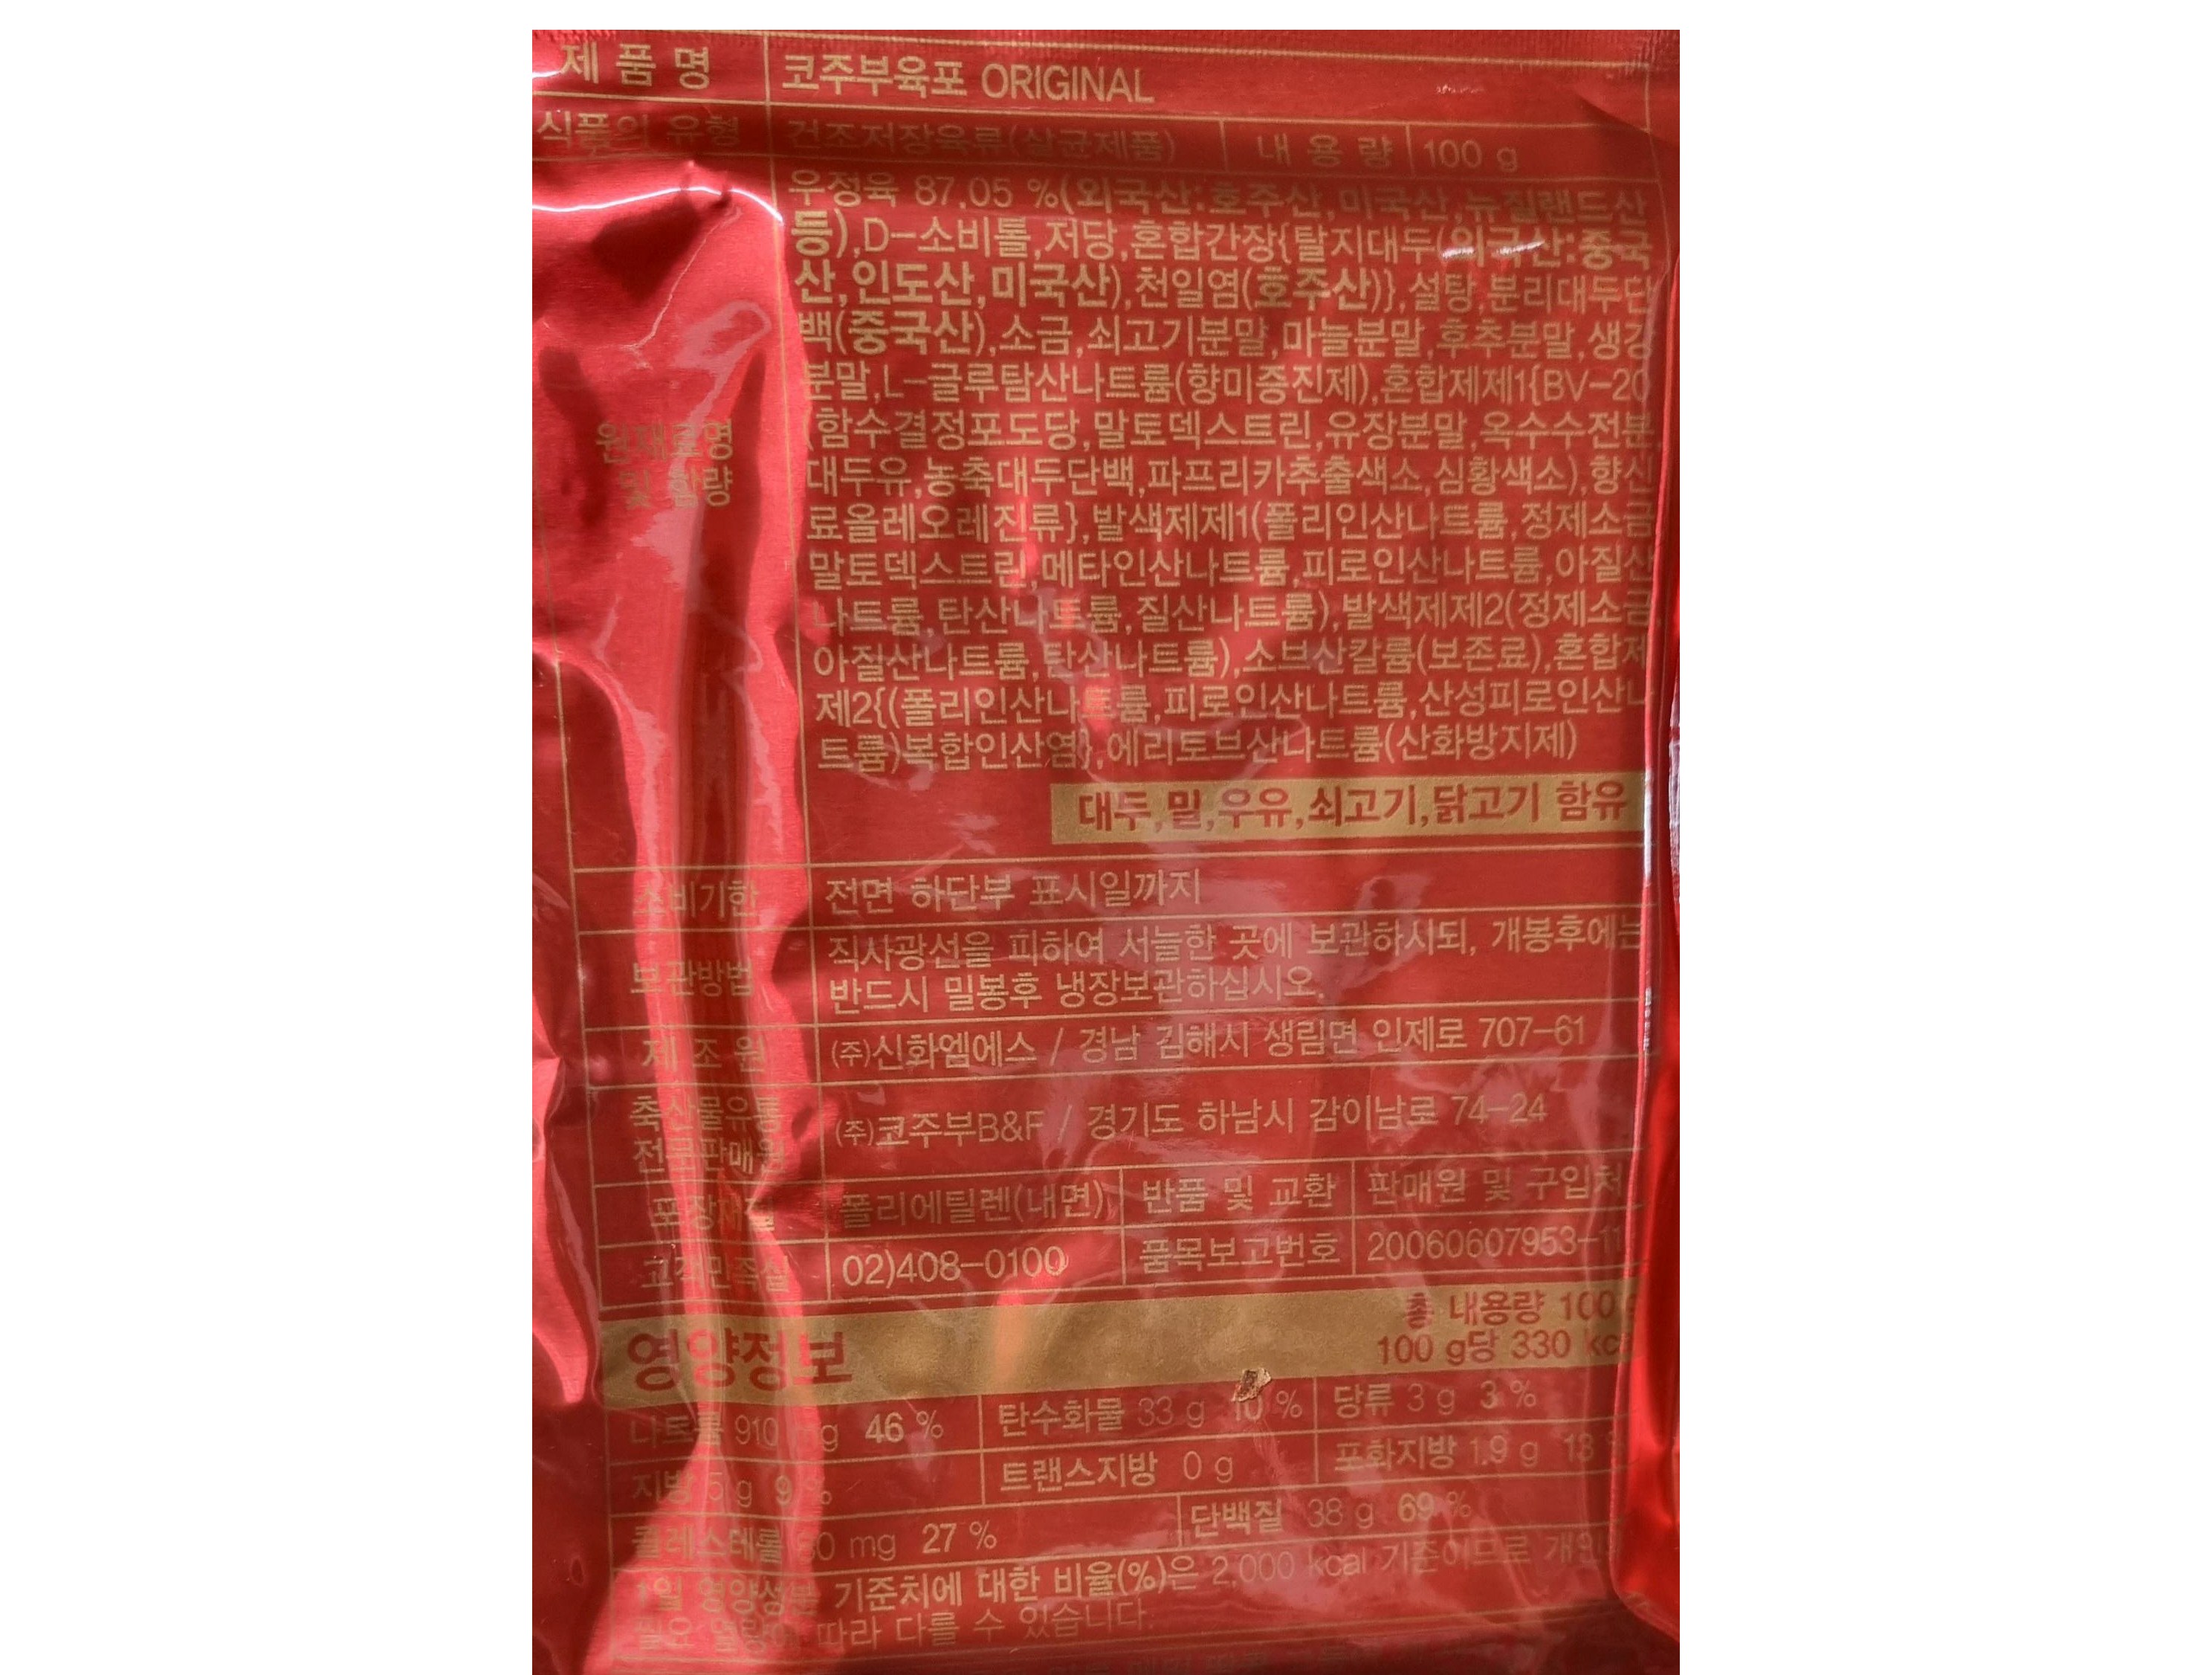 제 품 명 코주부육포 ORIGINAL
식품의 유형 건조저장육류(살균제품) 내 용 량 100 g
우정육 87.05 %(외국산:호주산,미국산,뉴질랜드산
등),D-소비톨,저당,혼합간장{탈지대두(외국산:중국
산,인도산,미국산),천일염(호주산)},설탕,분리대두단
백(중국산),소금,쇠고기분말,마늘분말,후추분말,생강
분말,L-글루탐산나트륨(향미증진제),혼합제제1{BV-20
(함수결정포도당,말토덱스트린,유장분말,옥수수전분,
원재료명
및 함량
대두유,농축대두단백,파프리카추출색소,심황색소),향신
료올레오레진류},발색제제1(폴리인산나트륨,정제소금
말토덱스트린,메타인산나트륨,피로인산나트륨,아질산
나트륨,탄산나트륨,질산나트륨),발색제제2(정제소금
아질산나트륨,탄산나트륨),소브산칼륨(보존료),혼합제
제2{(폴리인산나트륨,피로인산나트륨,산성피로인산나
트륨)복합인산염},에리토브산나트륨(산화방지제)
대두,밀,우유,쇠고기,닭고기 함유
소비기한 전면 하단부 표시일까지
보관방법 직사광선을 피하여 서늘한 곳에 보관하시되, 개봉후에는
반드시 밀봉후 냉장보관하십시오.
제 조 원 (주)신화엠에스 / 경남 김해시 생림면 인제로 707-61
축산물유통
전문판매원 (주)코주부B&F / 경기도 하남시 감이남로 74-24
포장재질 폴리에틸렌(내면) 반품 및 교환 판매원 및 구입처
고객만족실 02)408-0100 품목보고번호 20060607953-11
영양정보 총 내용량 100 g
100 g당 330
나트륨 910 mg 46 % 탄수화물 33 g 10 % 당류 3 g 3 %
지방 5 g 9 % 트랜스지방 0 g 포화지방 1.9 g 13
콜레스테롤 mg 27 % 단백질 38 g 69 %
1일 영양성분 기준치에 대한 비율(%)은 2,000 kcal 기준이므로 개인
필요 열량에 따라 다를 수 있습니다.